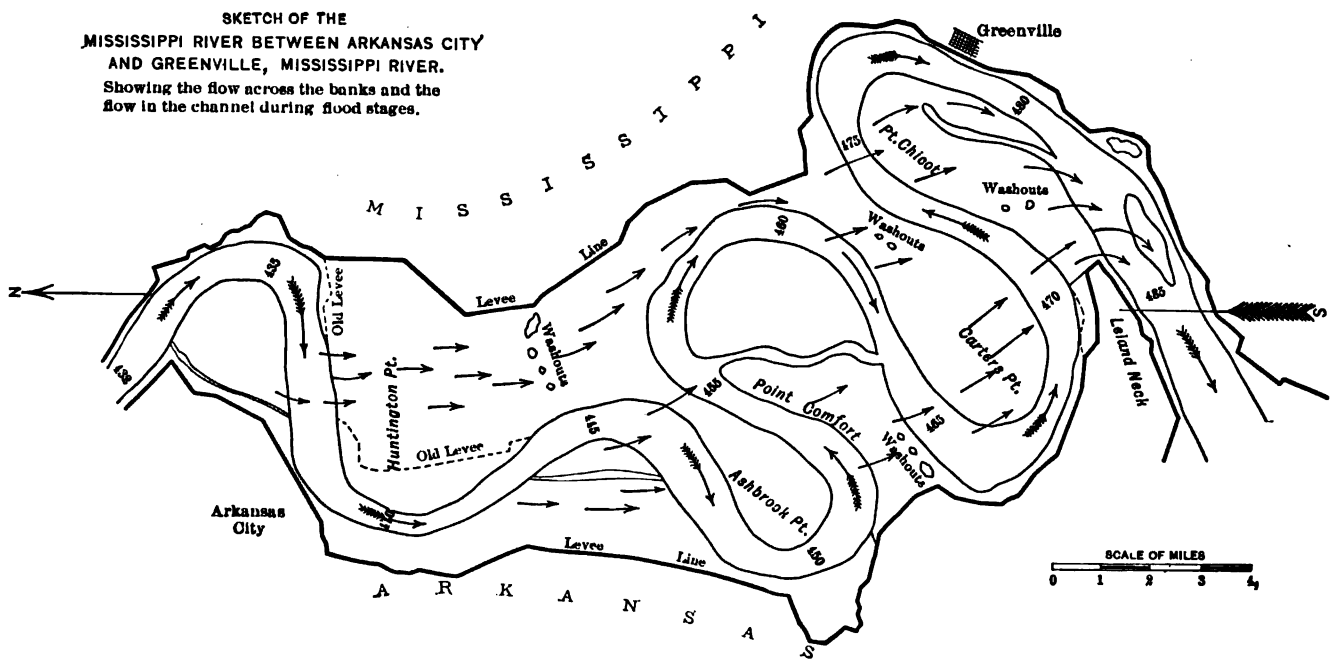 SKETCH OF THE
MISSISSIPPI RIVER BETWEEN ARKANSAS CITY
AND GREENVILLE, MISSISSIPPI RIVER.
Showing the flow across the banks and the
flow in the channel during flood stages.
MISSISSIPPI
Greenville
480
475
Pt. Chicot
Washouts
460
Washouts
Line
Levee
435
Old Levee
N
470
485
S
438
Washouts
Huntington Pt.
Carters Pt.
Leland Neck
455
Point Comfort
465
445
Old Levee
Washouts
Ashbrook Pt.
Arkansas
City
450
Levee
Line
ARKANSAS
SCALE OF MILES
0 1 2 3 4